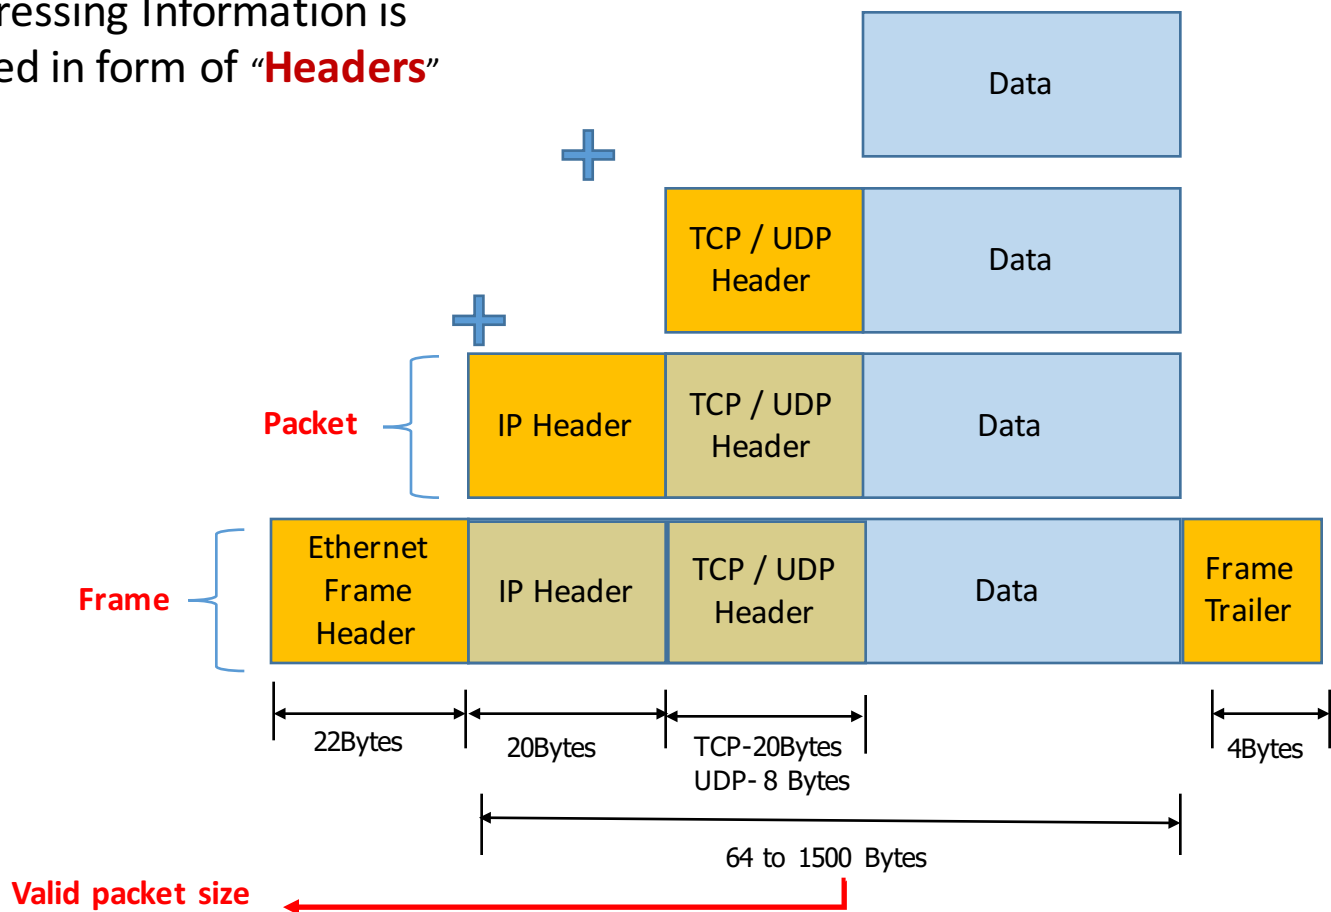 ressing Information is
ed in form of “Headers”
Data
TCP / UDP
Header
Data
Packet
IP Header
TCP / UDP
Header
Data
Frame
Ethernet
Frame
Header
IP Header
TCP / UDP
Header
Data
Frame
Trailer
22Bytes
20Bytes
TCP-20Bytes
UDP- 8 Bytes
4Bytes
64 to 1500 Bytes
Valid packet size